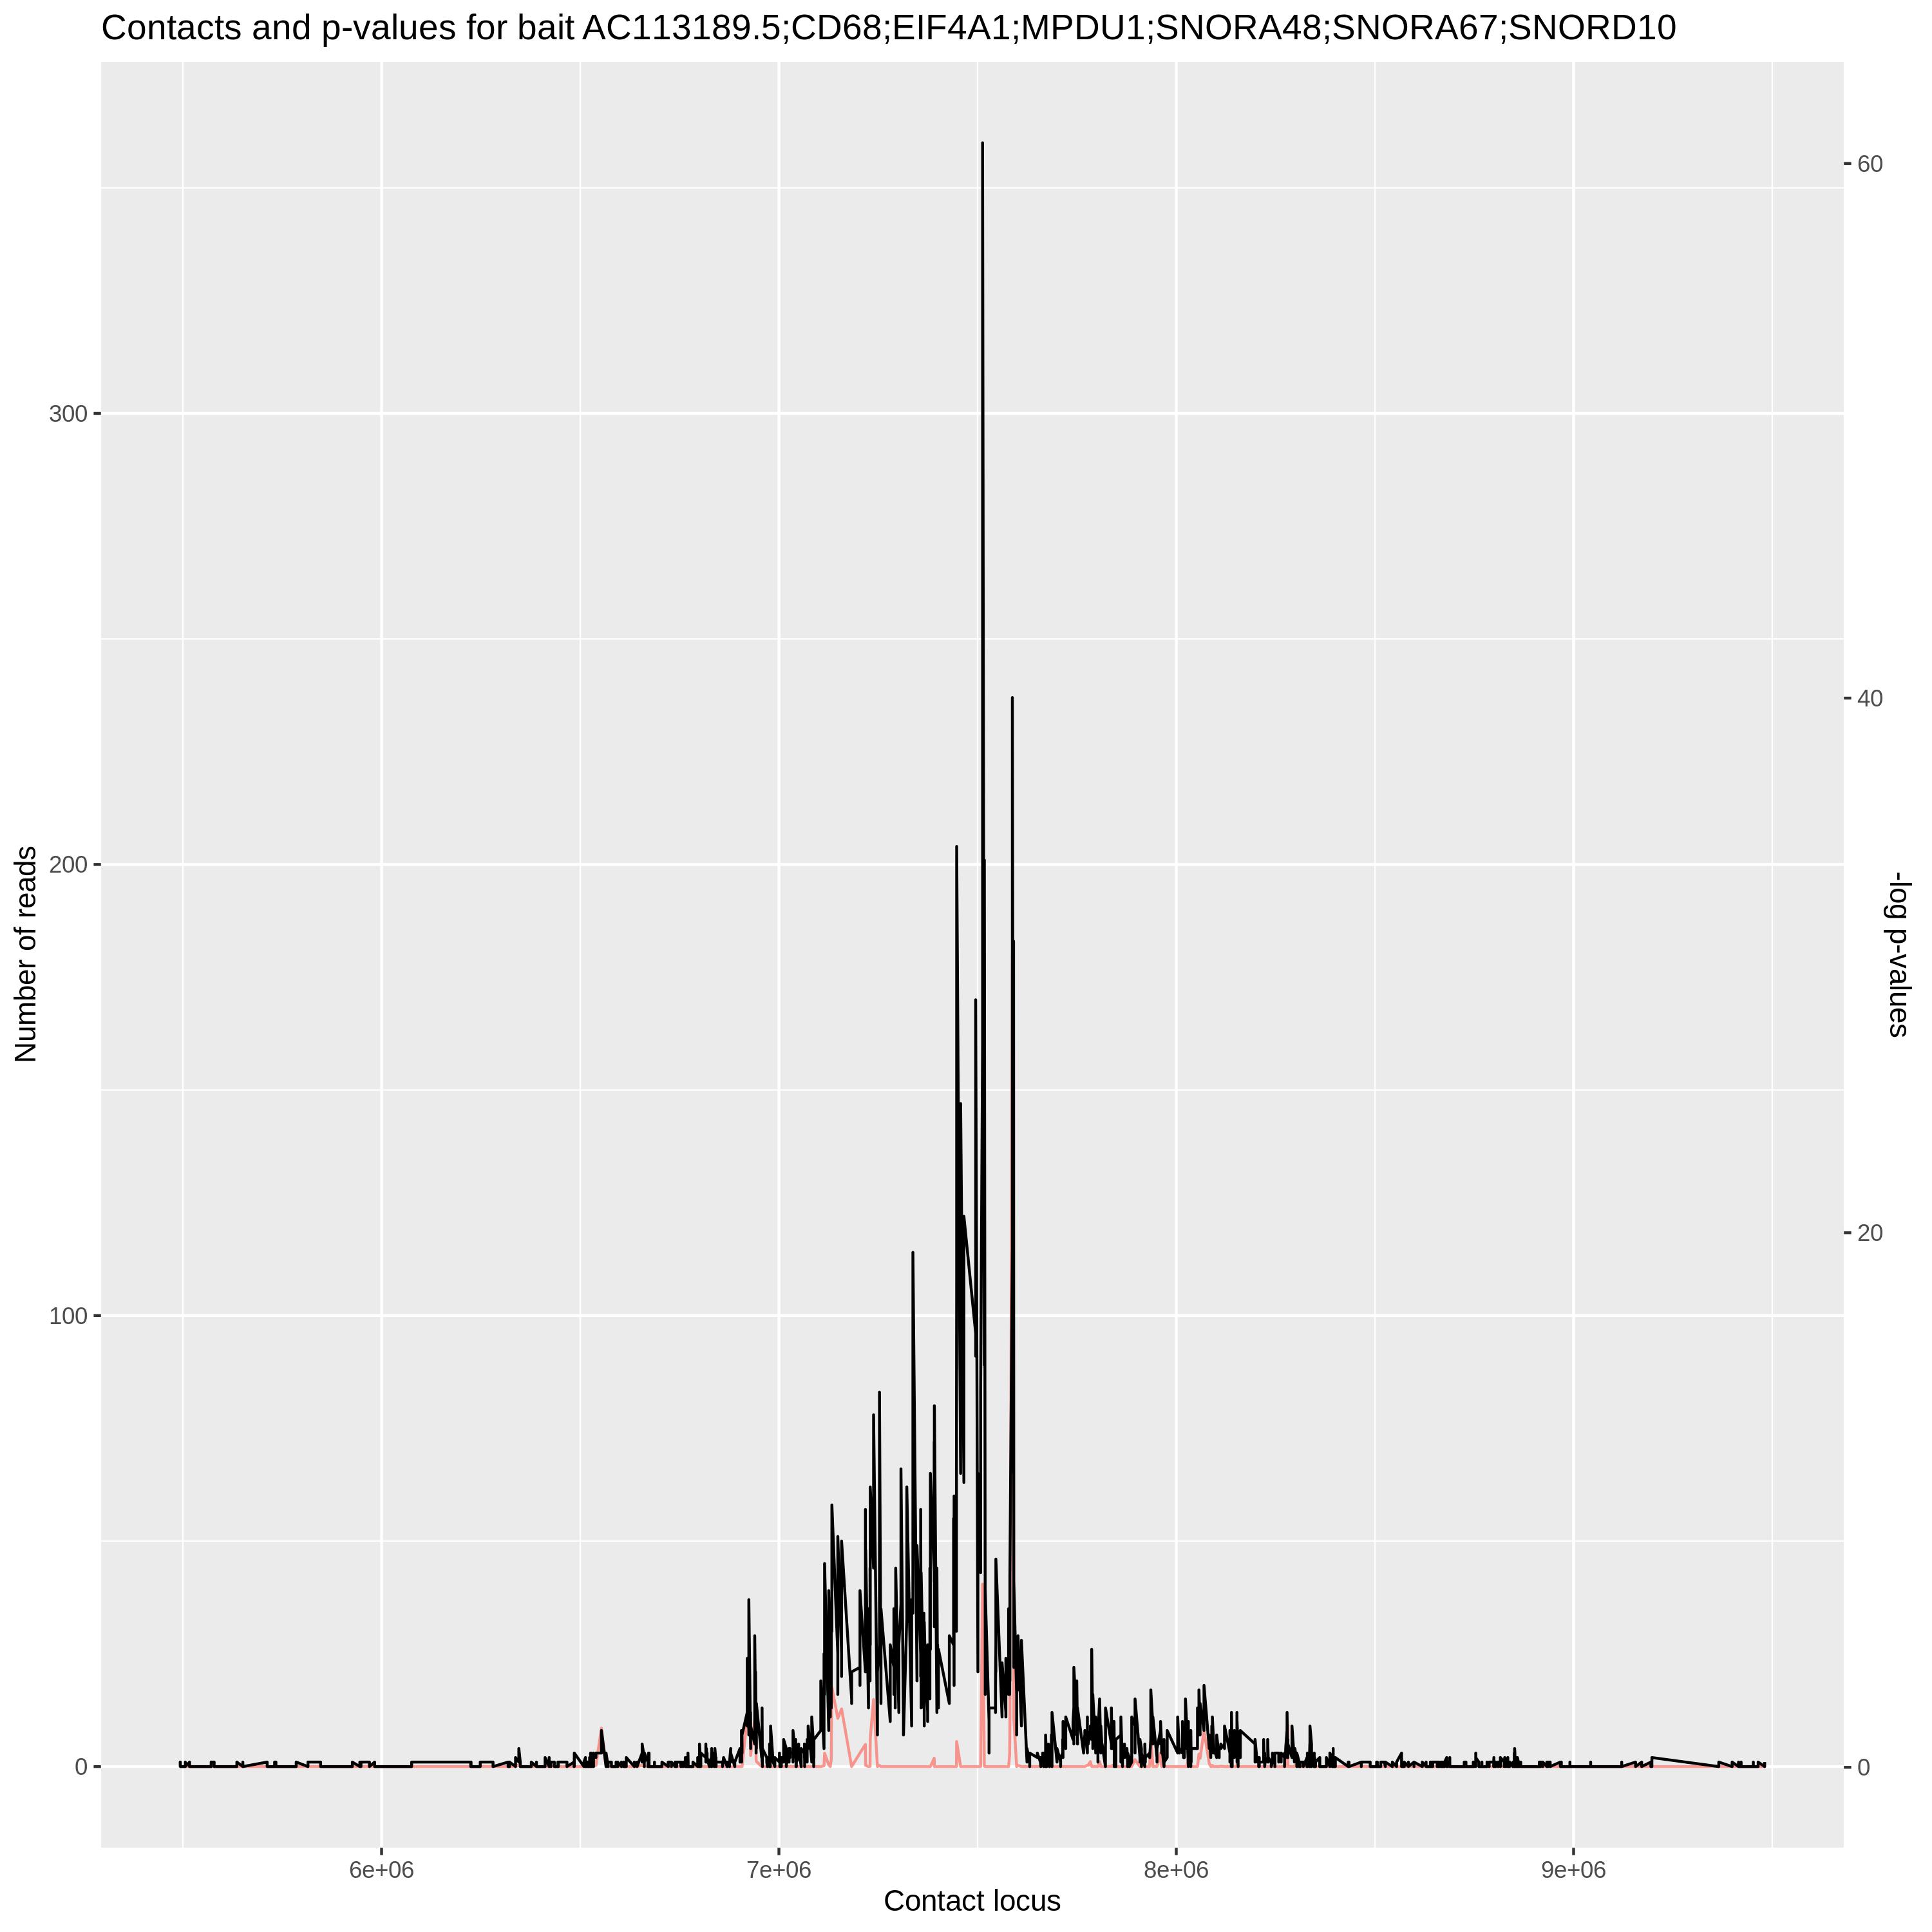 Contacts and p-values for bait AC113189.5;CD68;EIF4A1;MPDU1;SNORA48;SNORA67;SNORD10
Number of reads
300
200
100
0
60
40
20
0
-log p-values
6e+06 7e+06 8e+06 9e+06
Contact locus